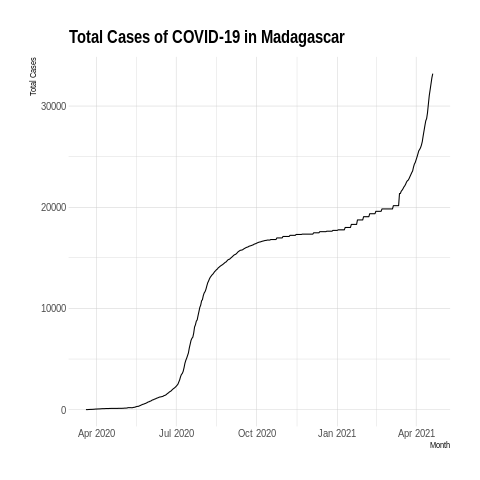 Total Cases of COVID-19 in Madagascar
Total Cases
30000
20000
10000
0
Apr 2020 Jul 2020 Oct 2020 Jan 2021 Apr 2021
Month